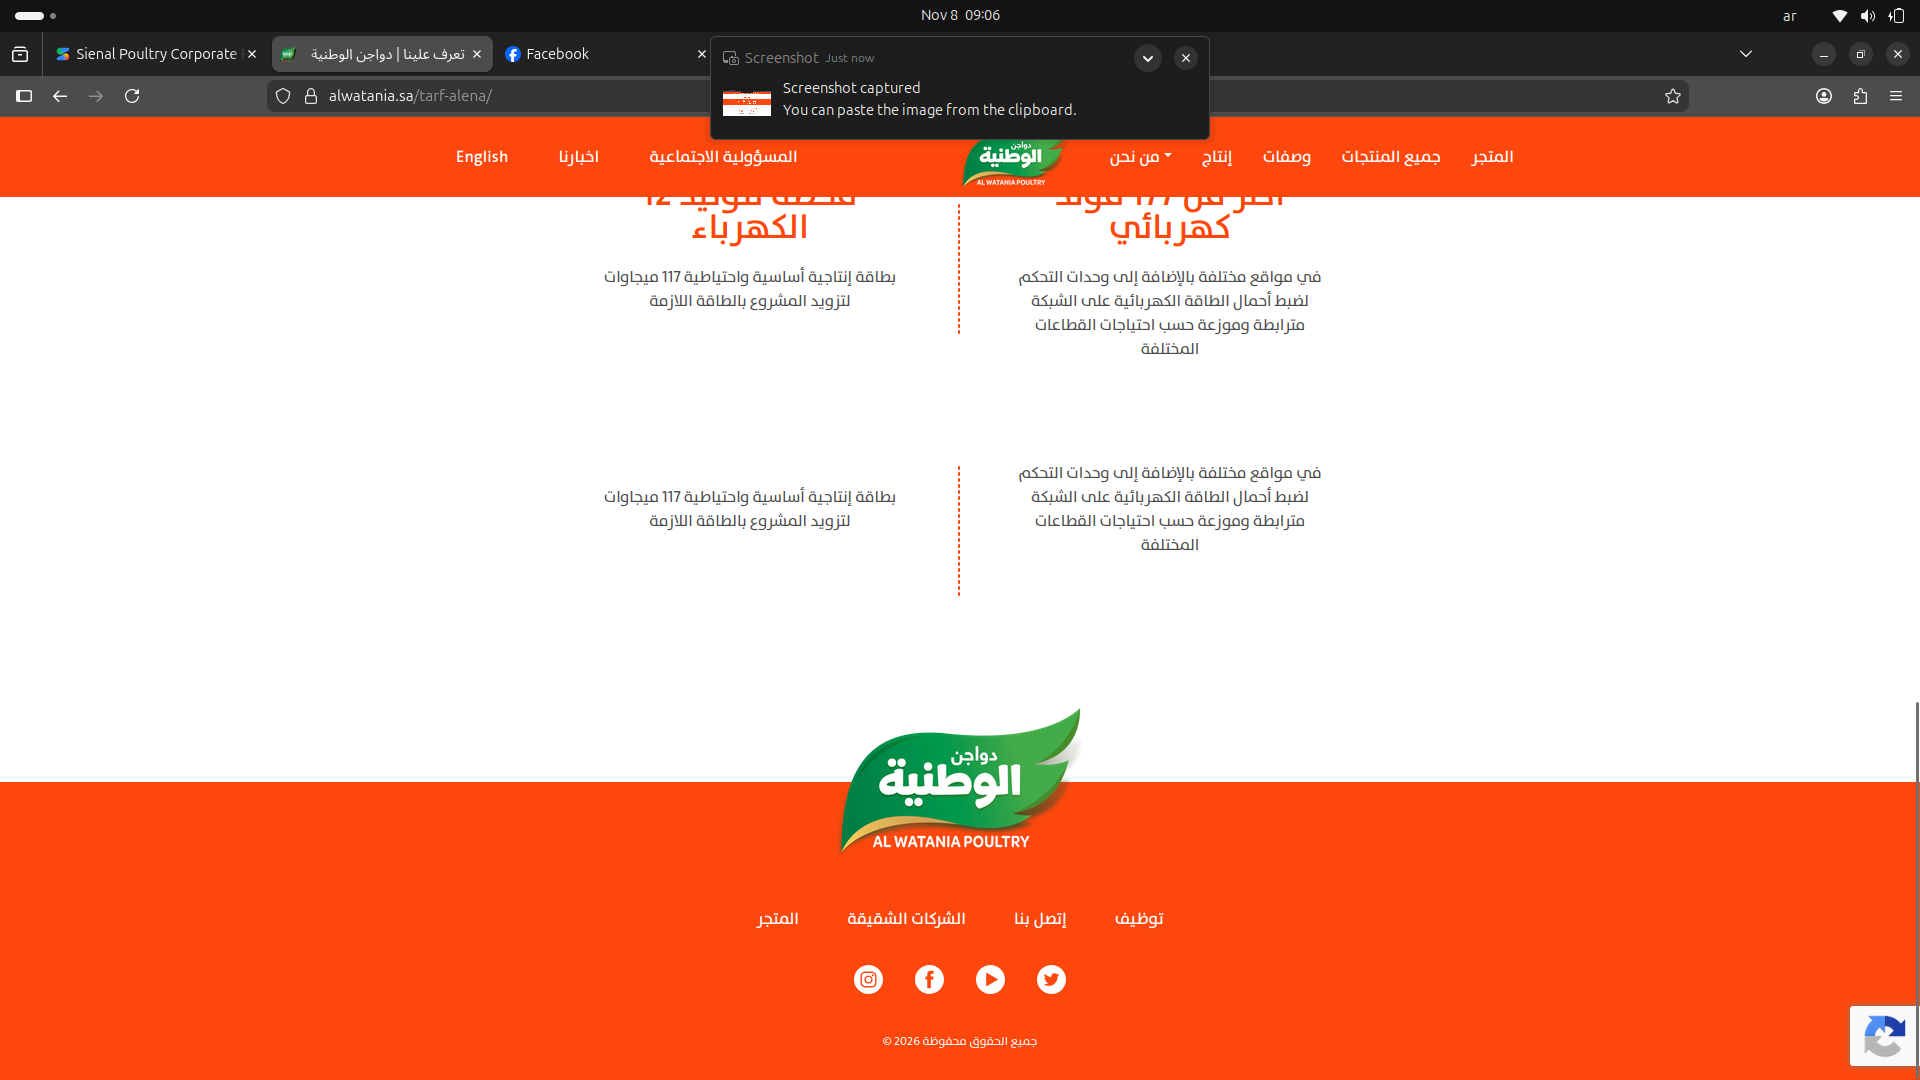 Nov 8 09:06
ar
Sienal Poultry Corporate
تعرف علينا | دواجن الوطنية
Facebook
alwatania.sa/tarf-alena/
Screenshot Just now
Screenshot captured
You can paste the image from the clipboard.
المتجر
جميع المنتجات
وصفات
إنتاج
من نحن
دواجن
الوطنية
AL WATANIA POULTRY
المسؤولية الاجتماعية
اخبارنا
English
كهربائي
في مواقع مختلفة بالإضافة إلى وحدات التحكم
لضبط أحمال الطاقة الكهربائية على الشبكة
مترابطة وموزعة حسب احتياجات القطاعات
المختلفة
الكهرباء
بطاقة إنتاجية أساسية واحتياطية 117 ميجاوات
لتزويد المشروع بالطاقة اللازمة
في مواقع مختلفة بالإضافة إلى وحدات التحكم
لضبط أحمال الطاقة الكهربائية على الشبكة
مترابطة وموزعة حسب احتياجات القطاعات
المختلفة
بطاقة إنتاجية أساسية واحتياطية 117 ميجاوات
لتزويد المشروع بالطاقة اللازمة
دواجن
الوطنية
AL WATANIA POULTRY
توظيف
إتصل بنا
الشركات الشقيقة
المتجر
جميع الحقوق محفوظة 2026 ©